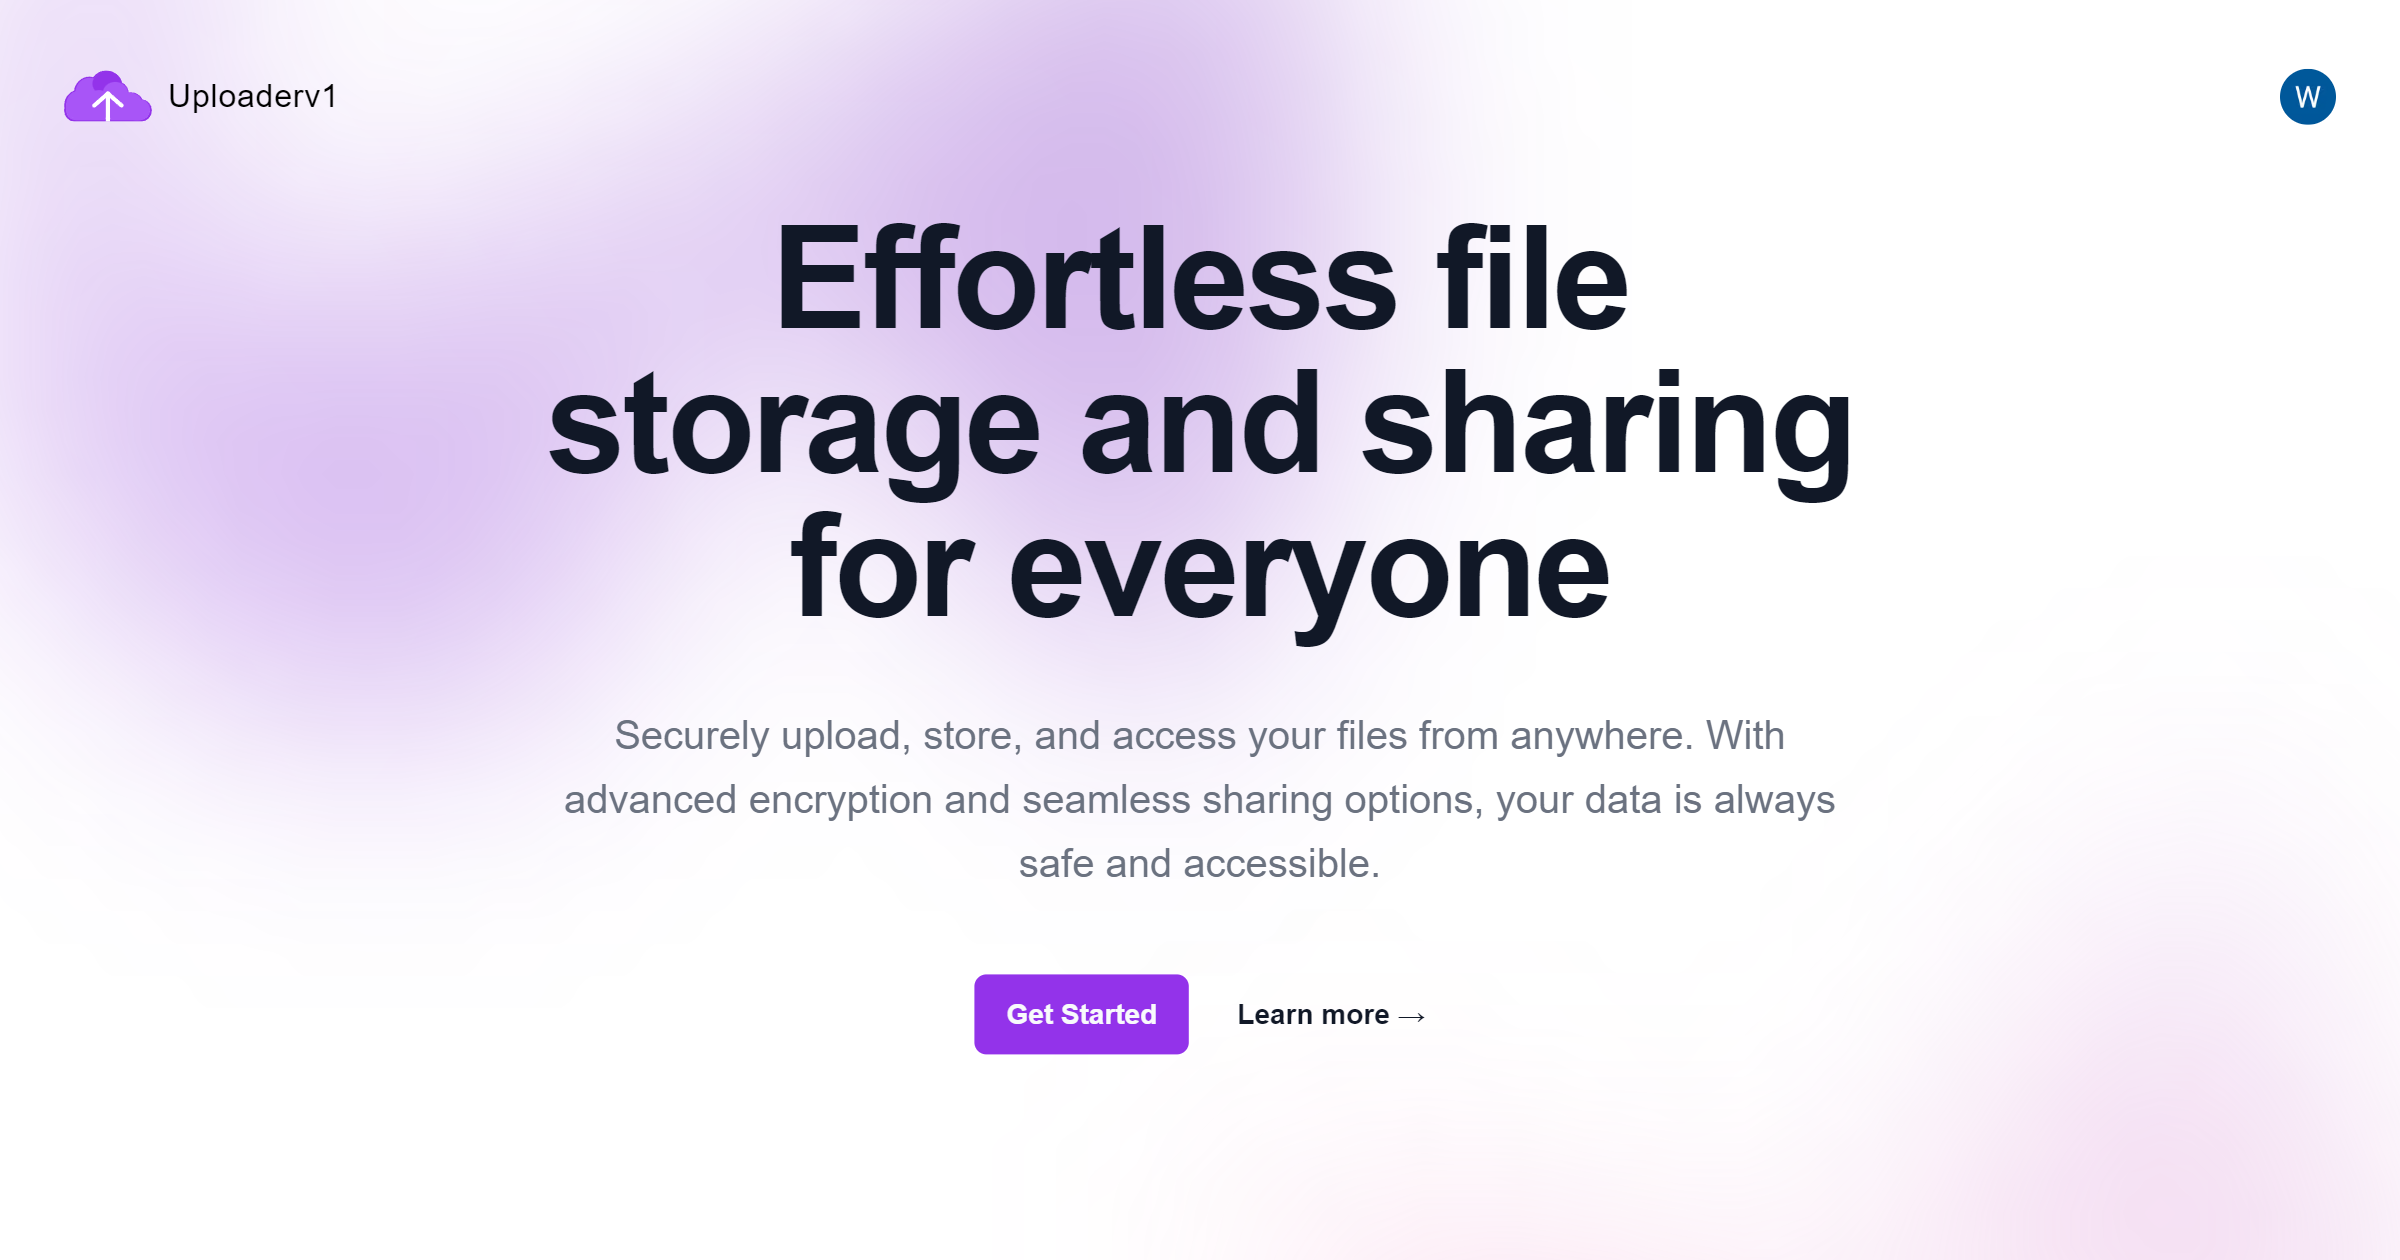 Uploaderv1
W
Effortless file
storage and sharing
for everyone
Securely upload, store, and access your files from anywhere. With
advanced encryption and seamless sharing options, your data is always
safe and accessible.
Get Started
Learn more →